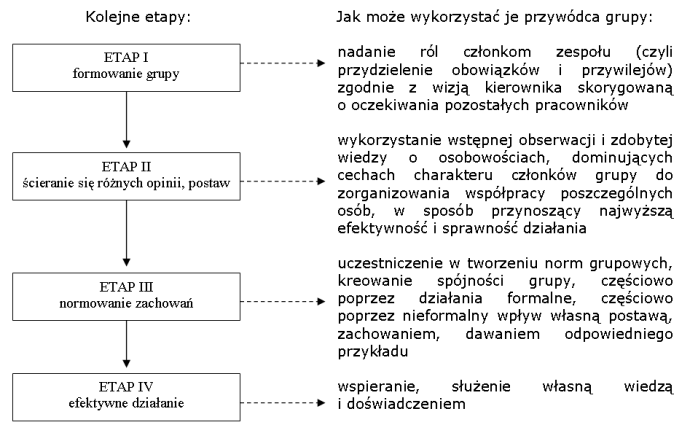 Kolejne etapy:
Jak może wykorzystać je przywódca grupy:
ETAP I
formowanie grupy
nadanie ról członkom zespołu (czyli
przydzielenie obowiązków i przywilejów)
zgodnie z wizją kierownika skorygowaną
o oczekiwania pozostałych pracowników
ETAP II
ścieranie się różnych opinii, postaw
wykorzystanie wstępnej obserwacji i zdobytej
wiedzy o osobowościach, dominujących
cechach charakteru członków grupy do
zorganizowania współpracy poszczególnych
osób, w sposób przynoszący najwyższą
efektywność i sprawność działania
ETAP III
normowanie zachowań
uczestniczenie w tworzeniu norm grupowych,
kreowanie spójności grupy, częściowo
poprzez działania formalne, częściowo
poprzez nieformalny wpływ własną postawą,
zachowaniem, dawaniem odpowiedniego
przykładu
ETAP IV
efektywne działanie
wspieranie, służenie własną wiedzą
i doświadczeniem